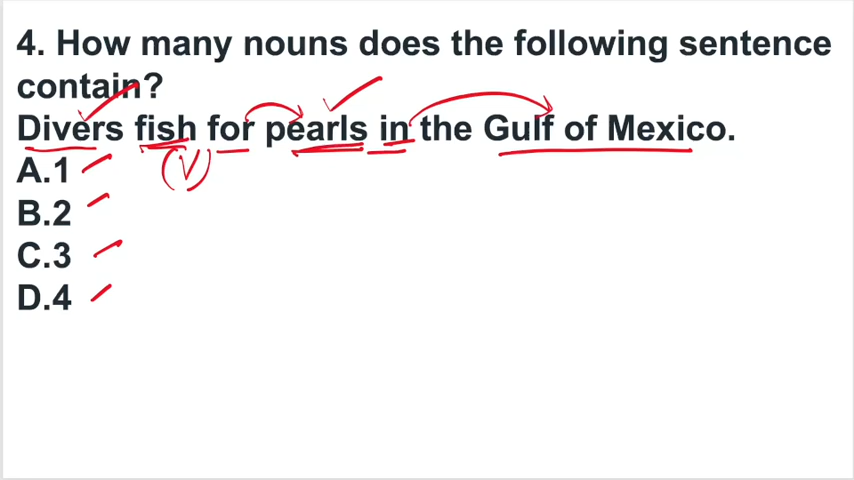 4. How many nouns does the following sentence
contain?
Divers fish for pearls in the Gulf of Mexico.
(V)
A.1
B.2
C.3
D.4